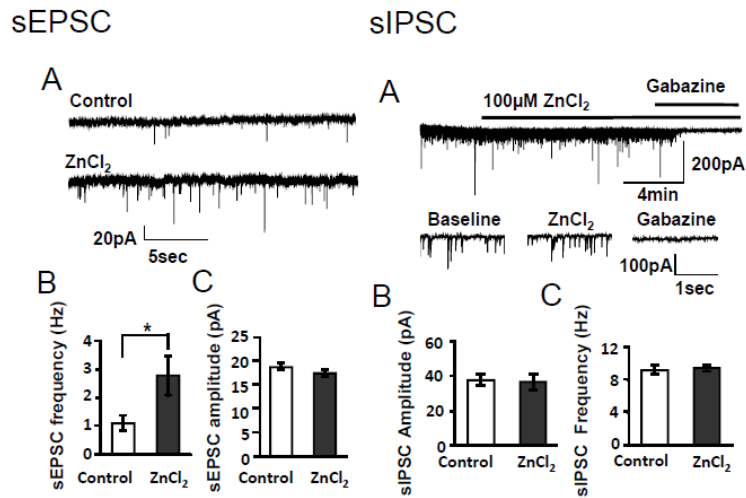 sEPSC
A
Control
ZnCl2
20pA
5sec
B
sEPSC frequency (Hz)
4
3
2
1
0
*
Control ZnCl2
C
sEPSC amplitude (pA)
25
20
15
10
5
0
Control ZnCl2
sIPSC
A
Gabazine
100μM ZnCl2
200pA
4min
Baseline ZnCl2 Gabazine
100pA
1sec
B
sIPSC Amplitude (pA)
60
40
20
0
Control ZnCl2
C
sIPSC Frequency (Hz)
12
8
4
0
Control ZnCl2